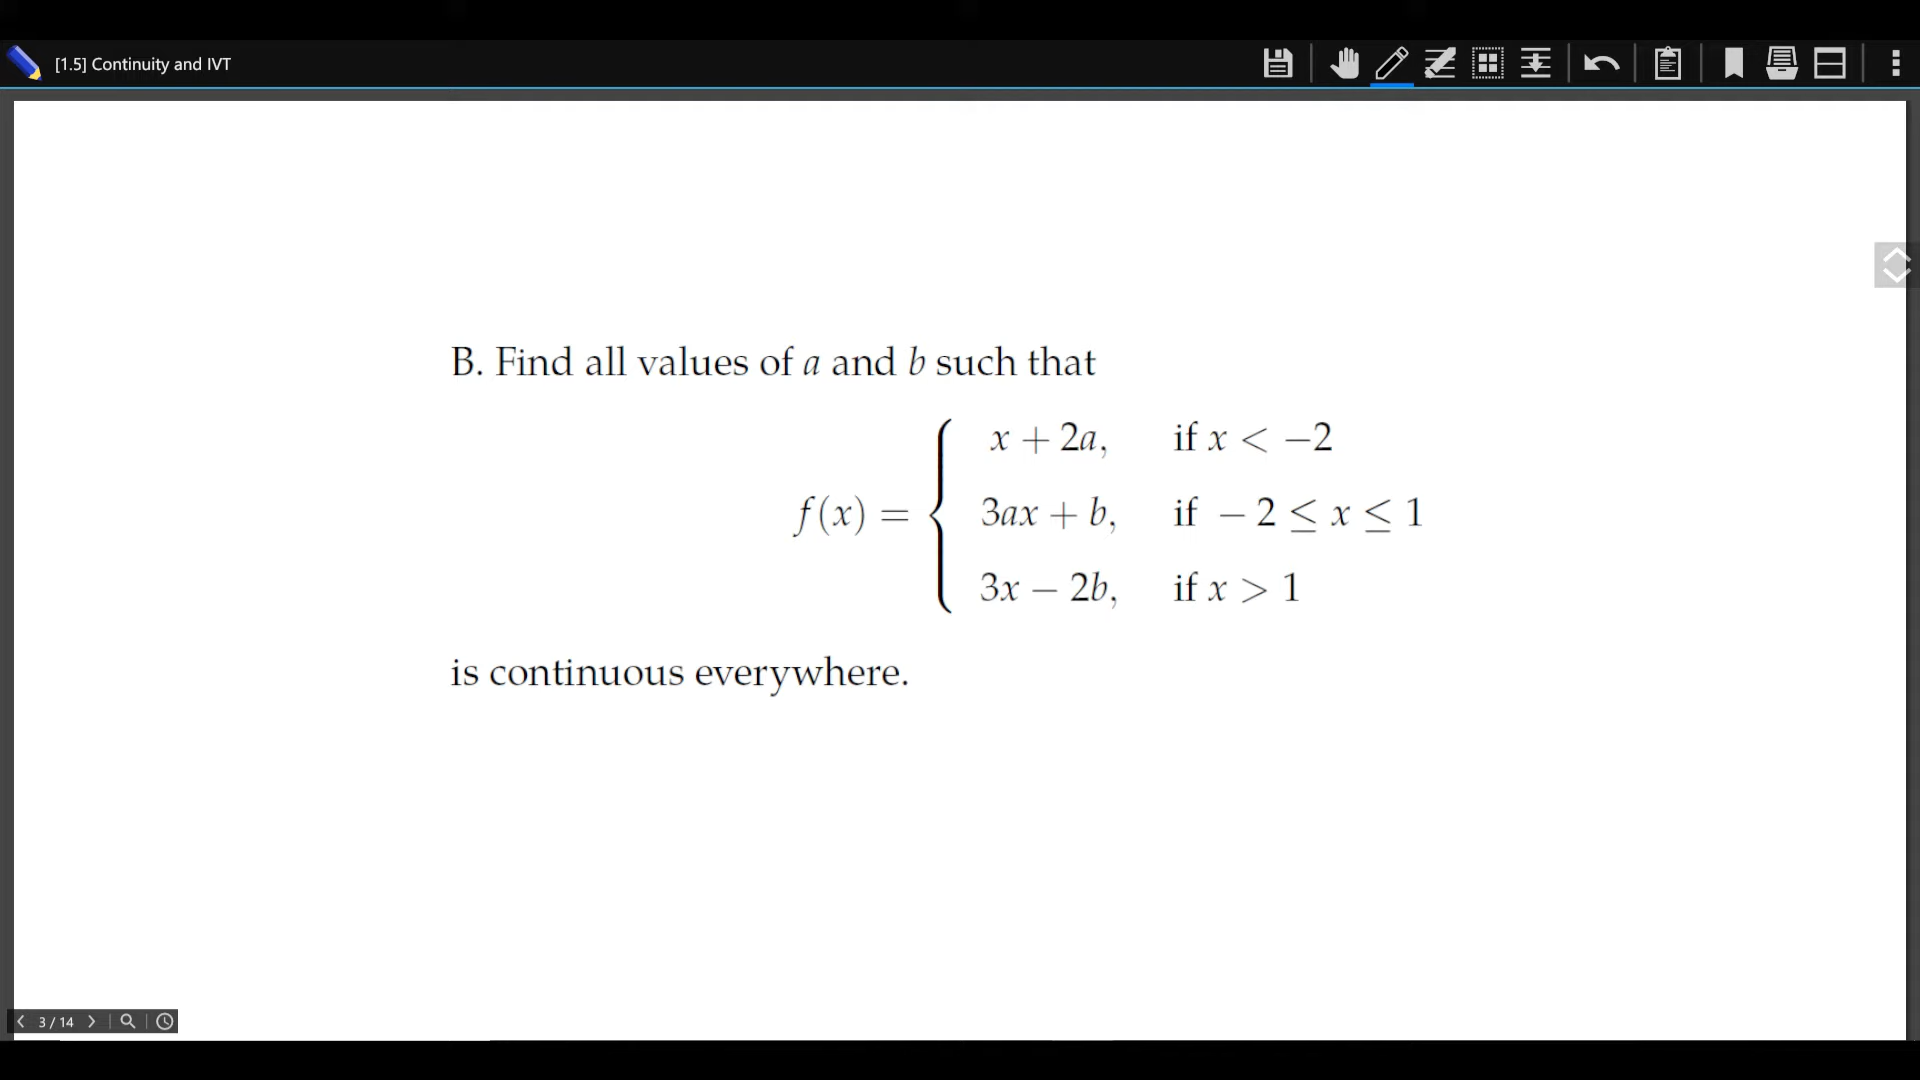 [1.5] Continuity and IVT
B. Find all values of a and b such that
x + 2a, if x < −2
f(x) = { 3ax + b, if − 2 ≤ x ≤ 1
3x − 2b, if x > 1
is continuous everywhere.
3 / 14